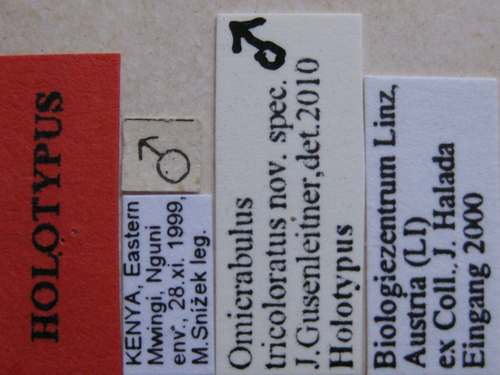 HOLOTYPUS
♂
KENYA, Eastern
Mwingi, Nguni
env., 28.xi. 1999,
M.Snížek leg.
♂
Omicrabulus
tricoloratus nov. spec.
J.Gusenleitner,det.2010
Holotypus
Biologiezentrum Linz,
Austria (LI)
ex Coll. J. Halada
Eingang 2000